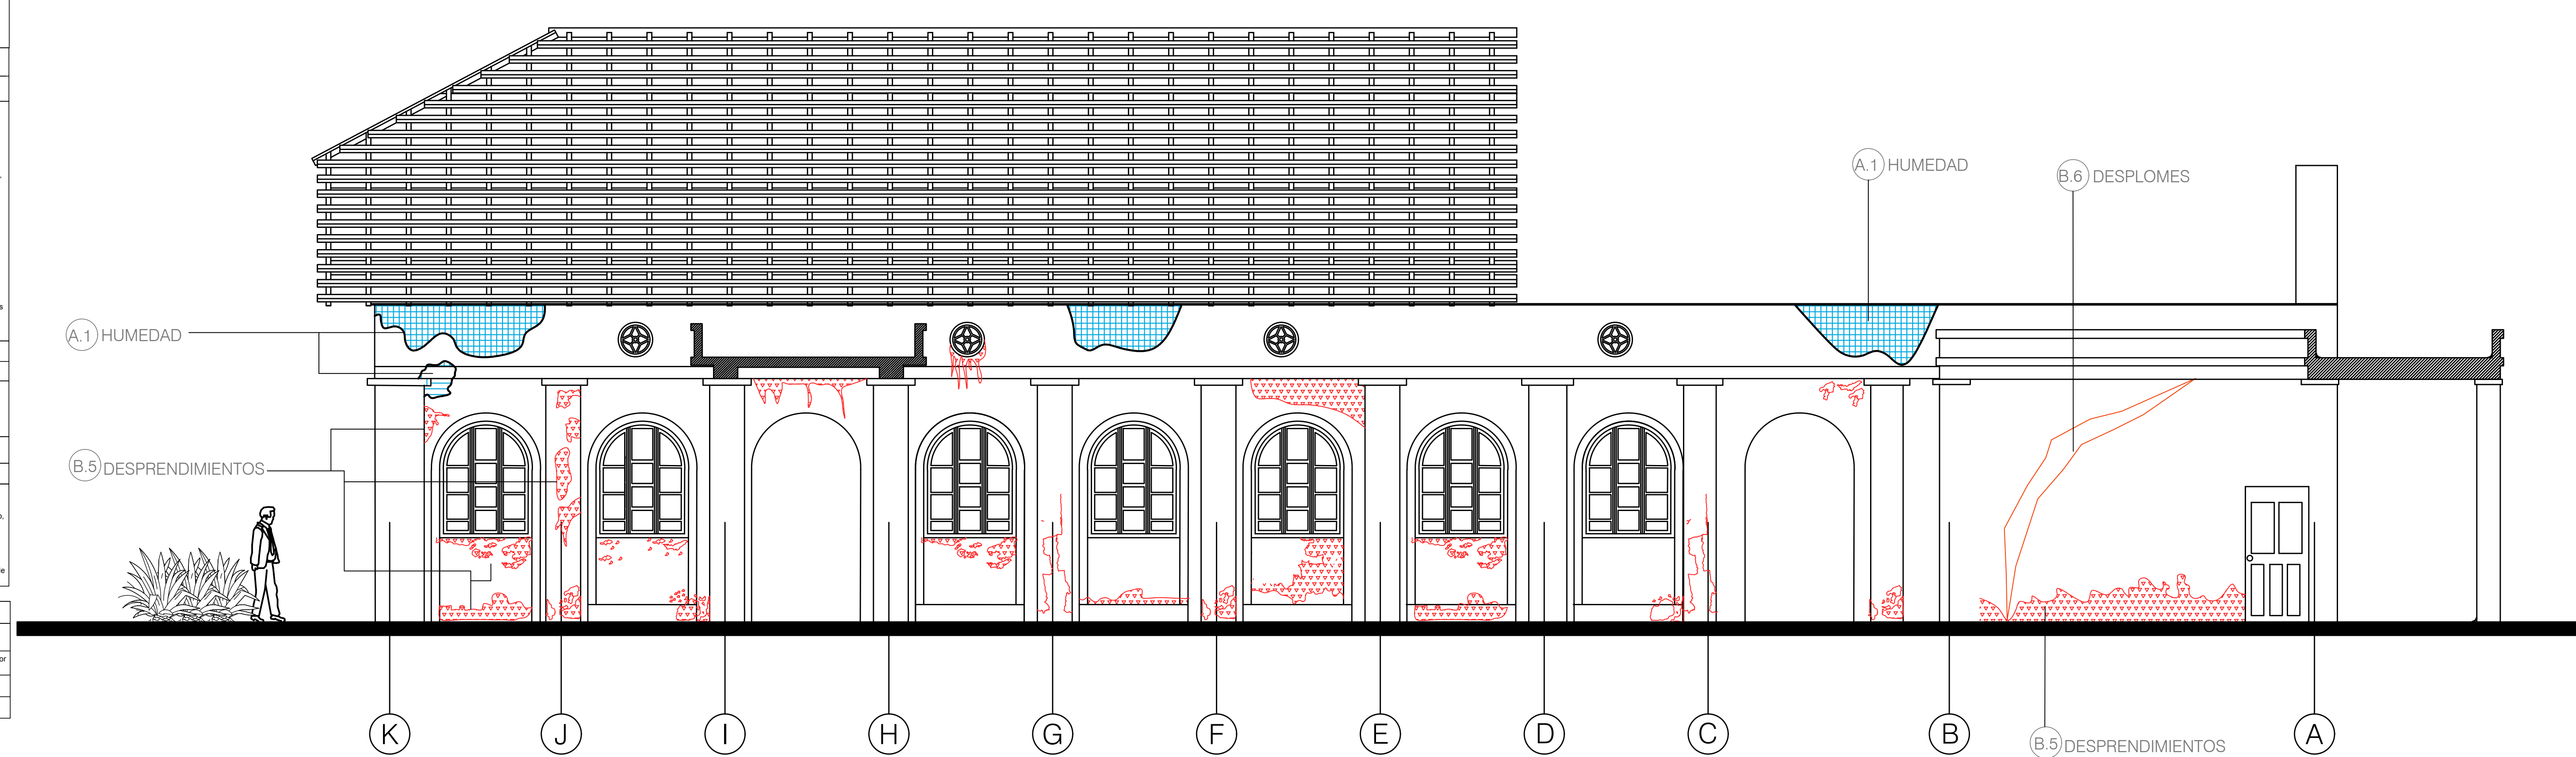 A.1 HUMEDAD
B.6 DESPLOMES
A.1 HUMEDAD
B.5 DESPRENDIMIENTOS
K J I H G F E D C B A
B.5 DESPRENDIMIENTOS